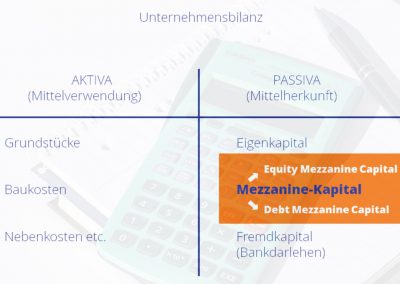 Unternehmensbilanz
AKTIVA
(Mittelverwendung)
PASSIVA
(Mittelherkunft)
Grundstücke
Eigenkapital
Equity Mezzanine Capital
Baukosten
Mezzanine-Kapital
Debt Mezzanine Capital
Nebenkosten etc.
Fremdkapital
(Bankdarlehen)